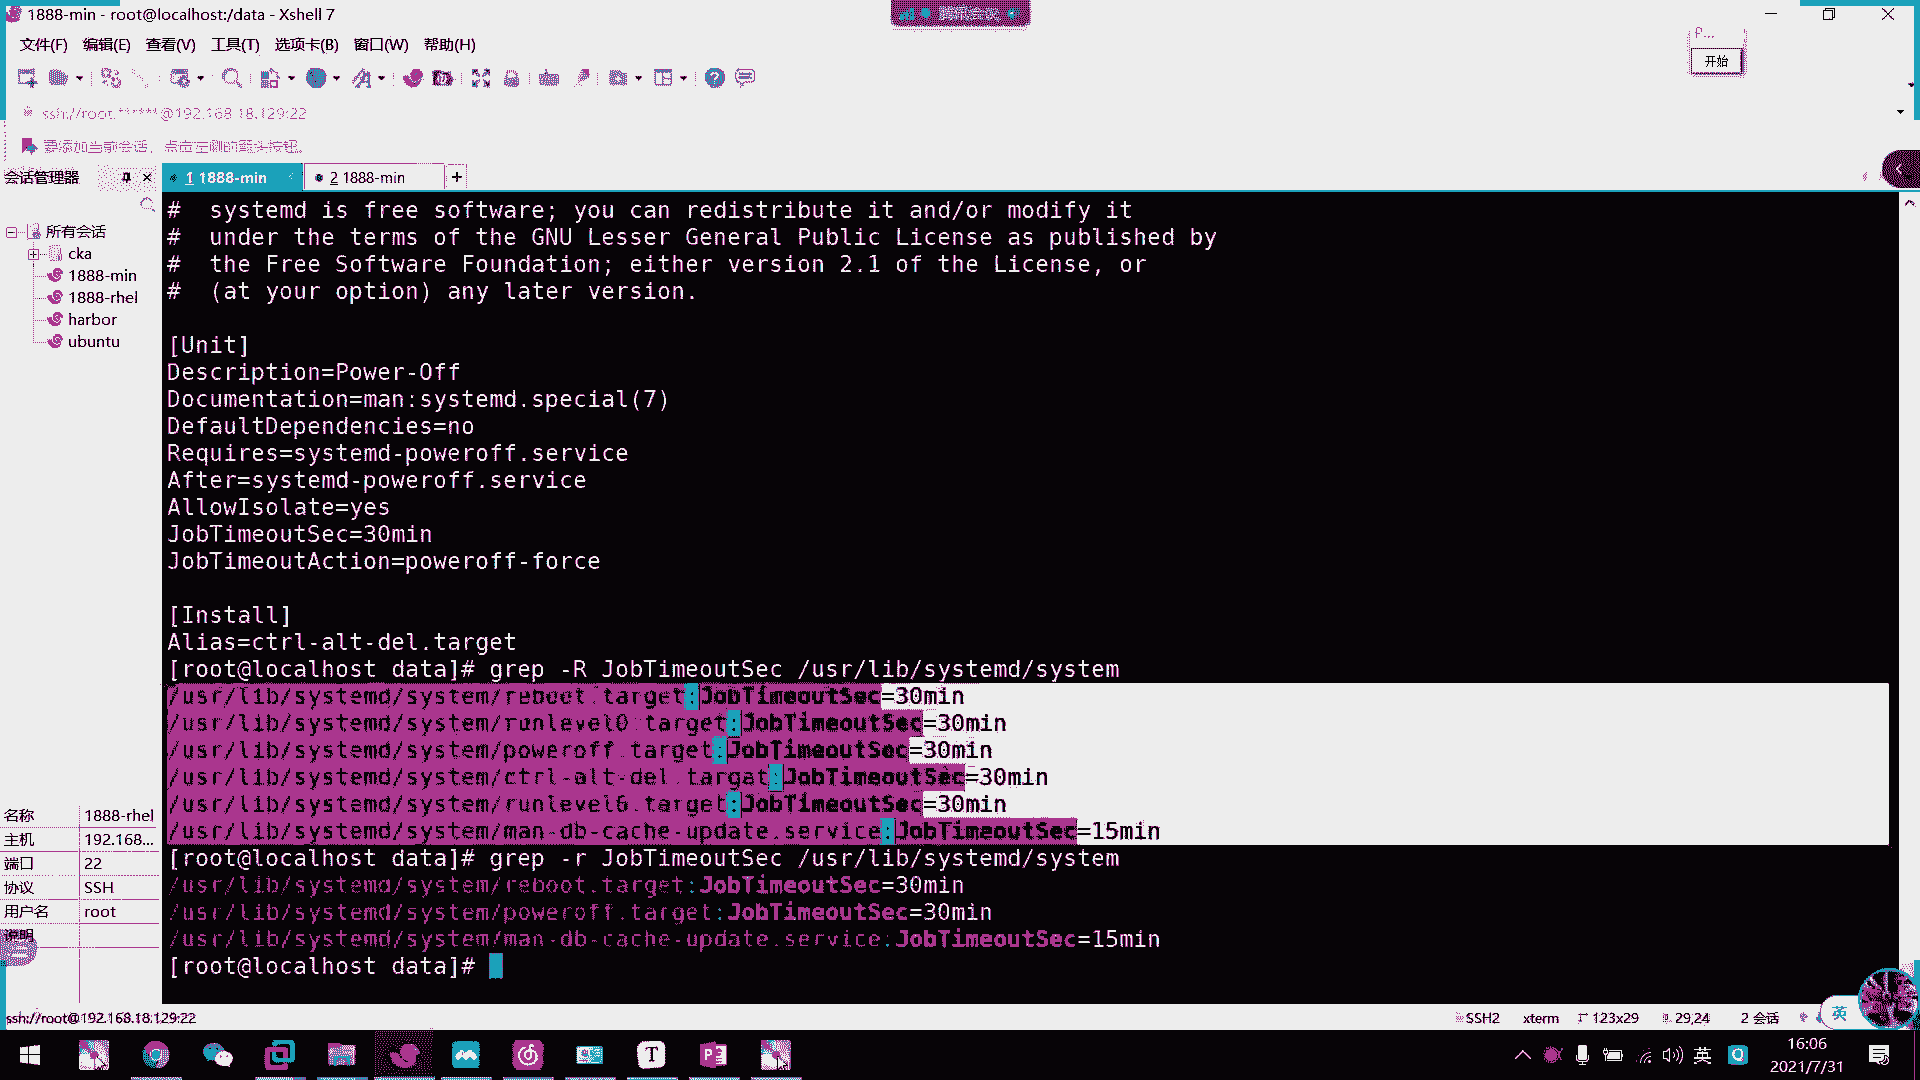 1888-min - root@localhost:/data - Xshell 7
腾讯会议
文件(F) 编辑(E) 查看(V) 工具(T) 选项卡(B) 窗口(W) 帮助(H)
开始
ssh://root:******@192.168.18.129:22
要添加当前会话，点击左侧的箭头按钮。
会话管理器
1 1888-min
2 1888-min
+
所有会话
cka
1888-min
1888-rhel
harbor
ubuntu
#  systemd is free software; you can redistribute it and/or modify it
#  under the terms of the GNU Lesser General Public License as published by
#  the Free Software Foundation; either version 2.1 of the License, or
#  (at your option) any later version.
[Unit]
Description=Power-Off
Documentation=man:systemd.special(7)
DefaultDependencies=no
Requires=systemd-poweroff.service
After=systemd-poweroff.service
AllowIsolate=yes
JobTimeoutSec=30min
JobTimeoutAction=poweroff-force
[Install]
Alias=ctrl-alt-del.target
[root@localhost data]# grep -R JobTimeoutSec /usr/lib/systemd/system
/usr/lib/systemd/system/reboot.target:JobTimeoutSec=30min
/usr/lib/systemd/system/runlevel0.target:JobTimeoutSec=30min
/usr/lib/systemd/system/poweroff.target:JobTimeoutSec=30min
/usr/lib/systemd/system/ctrl-alt-del.target:JobTimeoutSec=30min
/usr/lib/systemd/system/runlevel6.target:JobTimeoutSec=30min
/usr/lib/systemd/system/man-db-cache-update.service:JobTimeoutSec=15min
[root@localhost data]# grep -r JobTimeoutSec /usr/lib/systemd/system
/usr/lib/systemd/system/reboot.target:JobTimeoutSec=30min
/usr/lib/systemd/system/poweroff.target:JobTimeoutSec=30min
/usr/lib/systemd/system/man-db-cache-update.service:JobTimeoutSec=15min
[root@localhost data]#
名称 1888-rhel
主机 192.168...
端口 22
协议 SSH
用户名 root
说明
ssh://root@192.168.18.129:22
SSH2 xterm 123x29 29,24 2 会话
英
英
16:06
2021/7/31